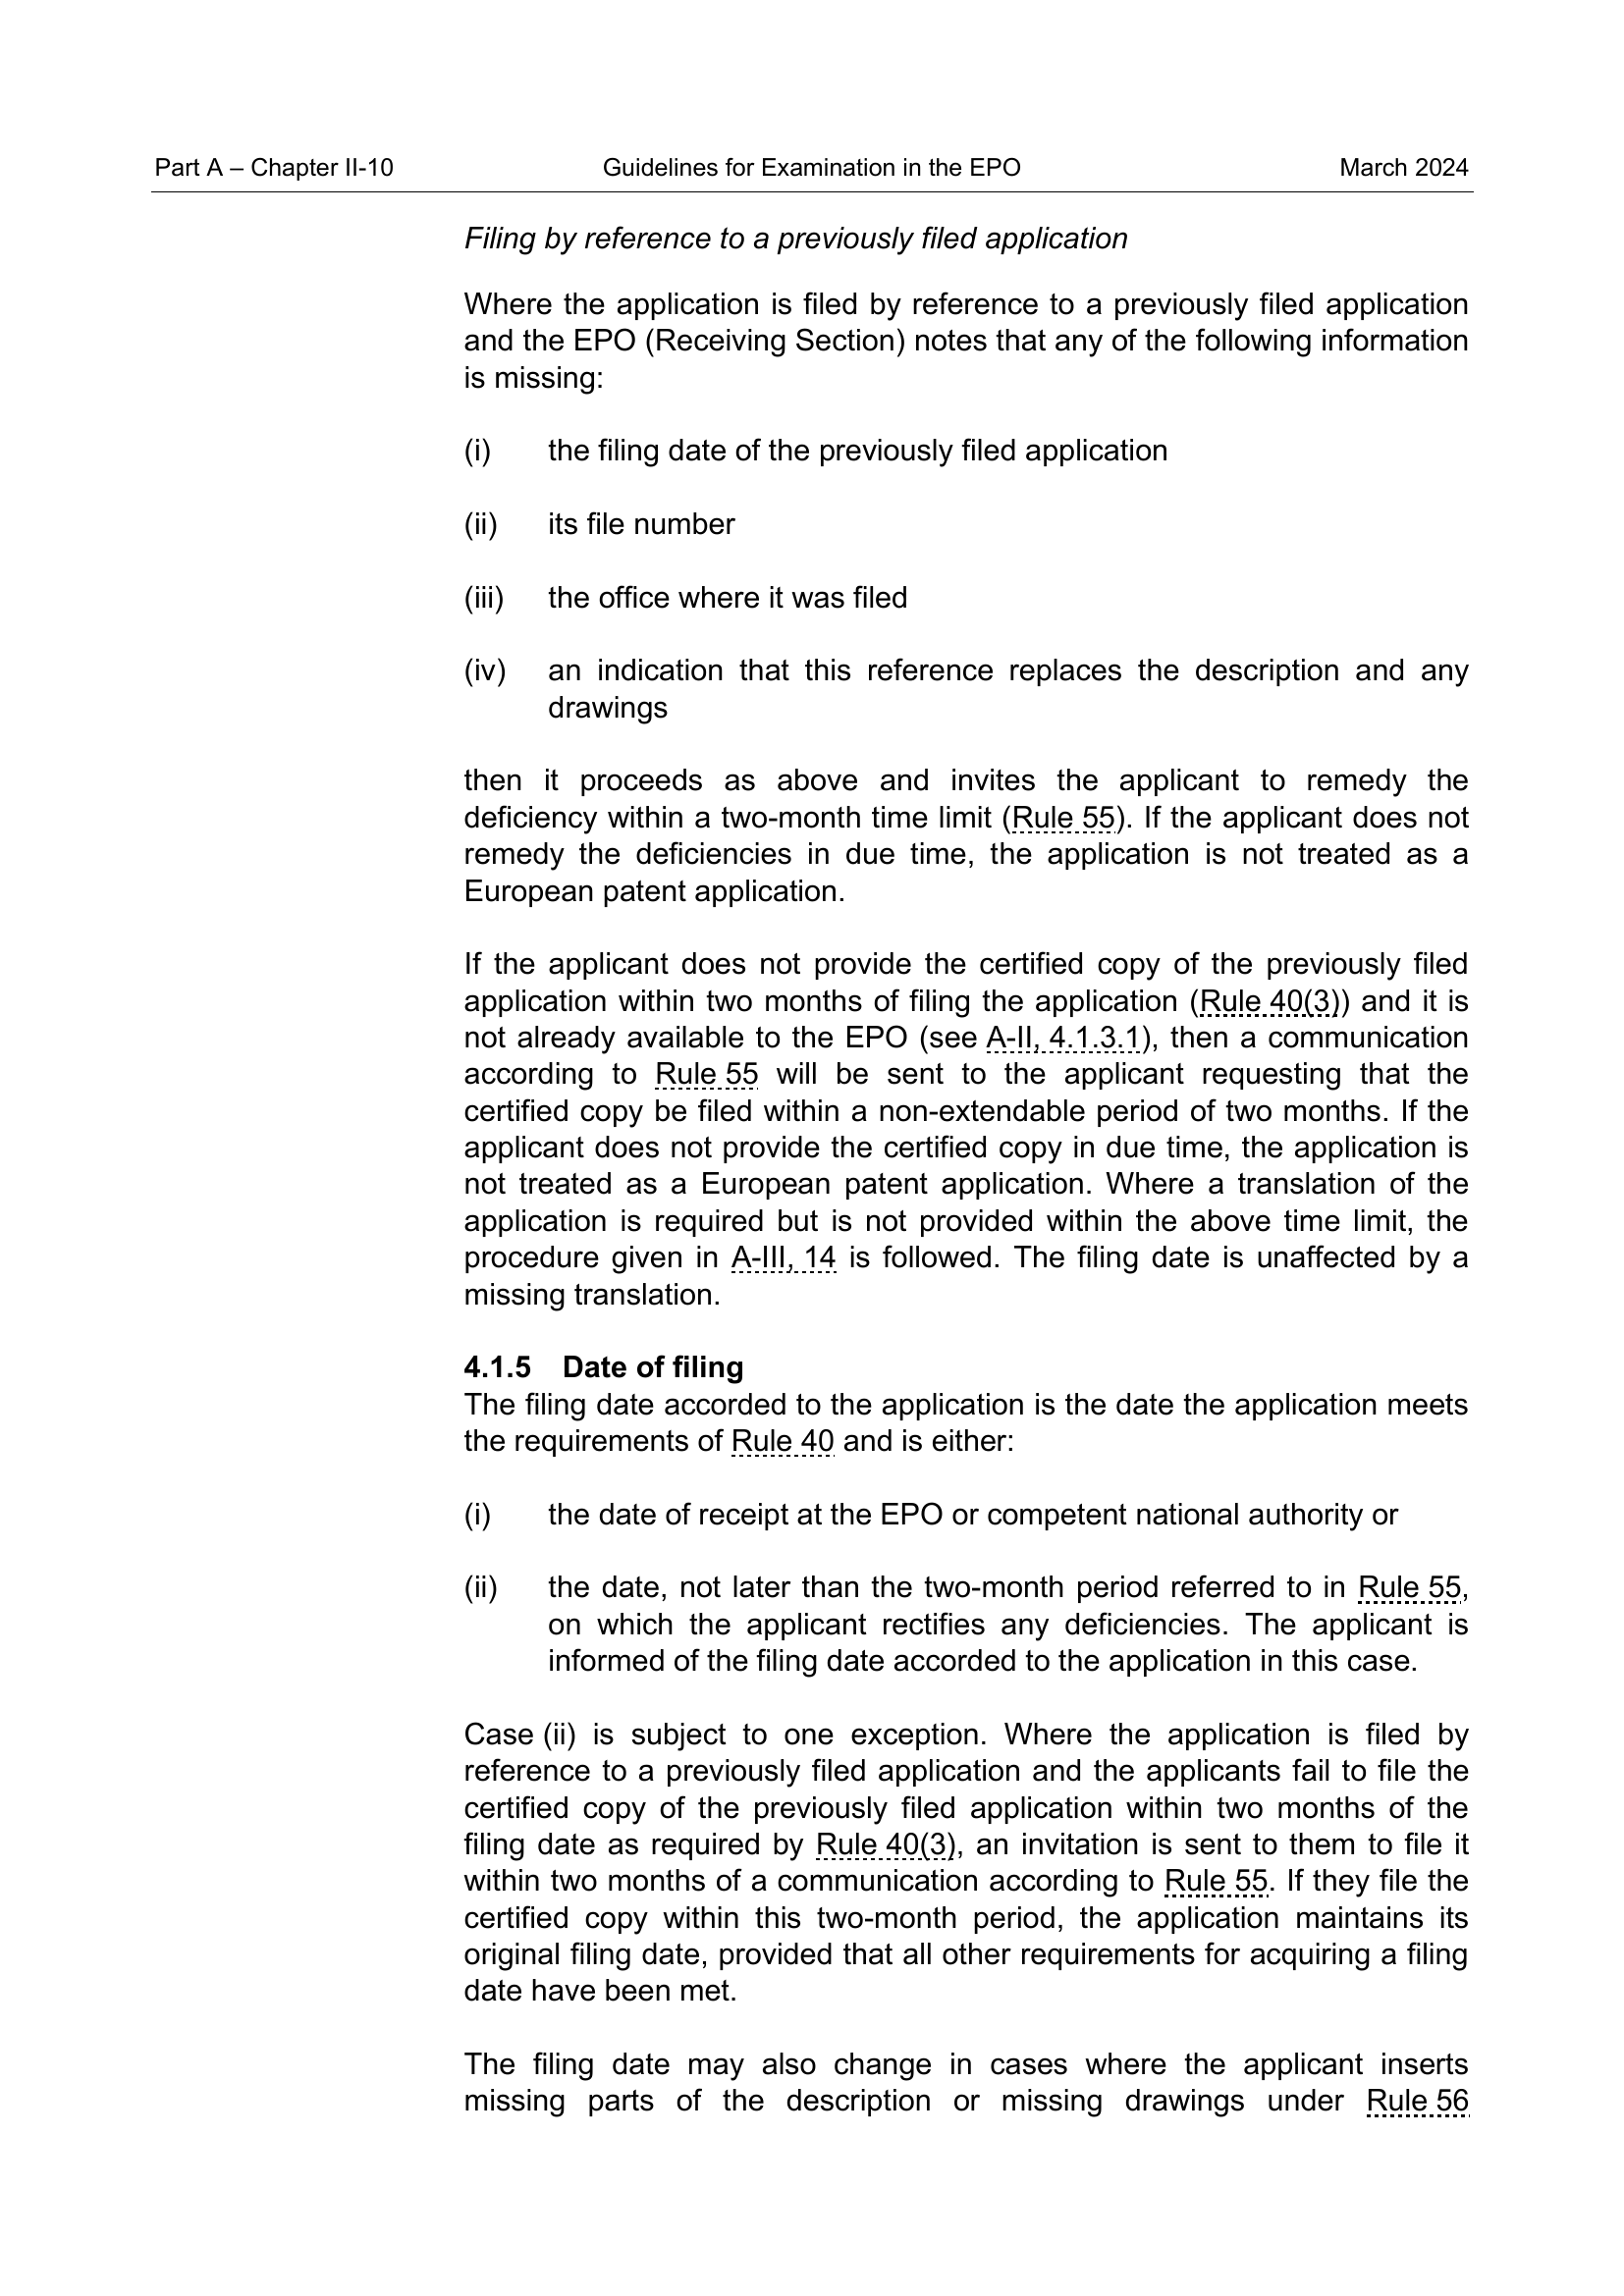 Part A – Chapter II-10 Guidelines for Examination in the EPO March 2024
Filing by reference to a previously filed application
Where the application is filed by reference to a previously filed application
and the EPO (Receiving Section) notes that any of the following information
is missing:
(i) the filing date of the previously filed application
(ii) its file number
(iii) the office where it was filed
(iv) an indication that this reference replaces the description and any
drawings
then it proceeds as above and invites the applicant to remedy the
deficiency within a two-month time limit (Rule 55). If the applicant does not
remedy the deficiencies in due time, the application is not treated as a
European patent application.
If the applicant does not provide the certified copy of the previously filed
application within two months of filing the application (Rule 40(3)) and it is
not already available to the EPO (see A-II, 4.1.3.1), then a communication
according to Rule 55 will be sent to the applicant requesting that the
certified copy be filed within a non-extendable period of two months. If the
applicant does not provide the certified copy in due time, the application is
not treated as a European patent application. Where a translation of the
application is required but is not provided within the above time limit, the
procedure given in A-III, 14 is followed. The filing date is unaffected by a
missing translation.
4.1.5 Date of filing
The filing date accorded to the application is the date the application meets
the requirements of Rule 40 and is either:
(i) the date of receipt at the EPO or competent national authority or
(ii) the date, not later than the two-month period referred to in Rule 55,
on which the applicant rectifies any deficiencies. The applicant is
informed of the filing date accorded to the application in this case.
Case (ii) is subject to one exception. Where the application is filed by
reference to a previously filed application and the applicants fail to file the
certified copy of the previously filed application within two months of the
filing date as required by Rule 40(3), an invitation is sent to them to file it
within two months of a communication according to Rule 55. If they file the
certified copy within this two-month period, the application maintains its
original filing date, provided that all other requirements for acquiring a filing
date have been met.
The filing date may also change in cases where the applicant inserts
missing parts of the description or missing drawings under Rule 56